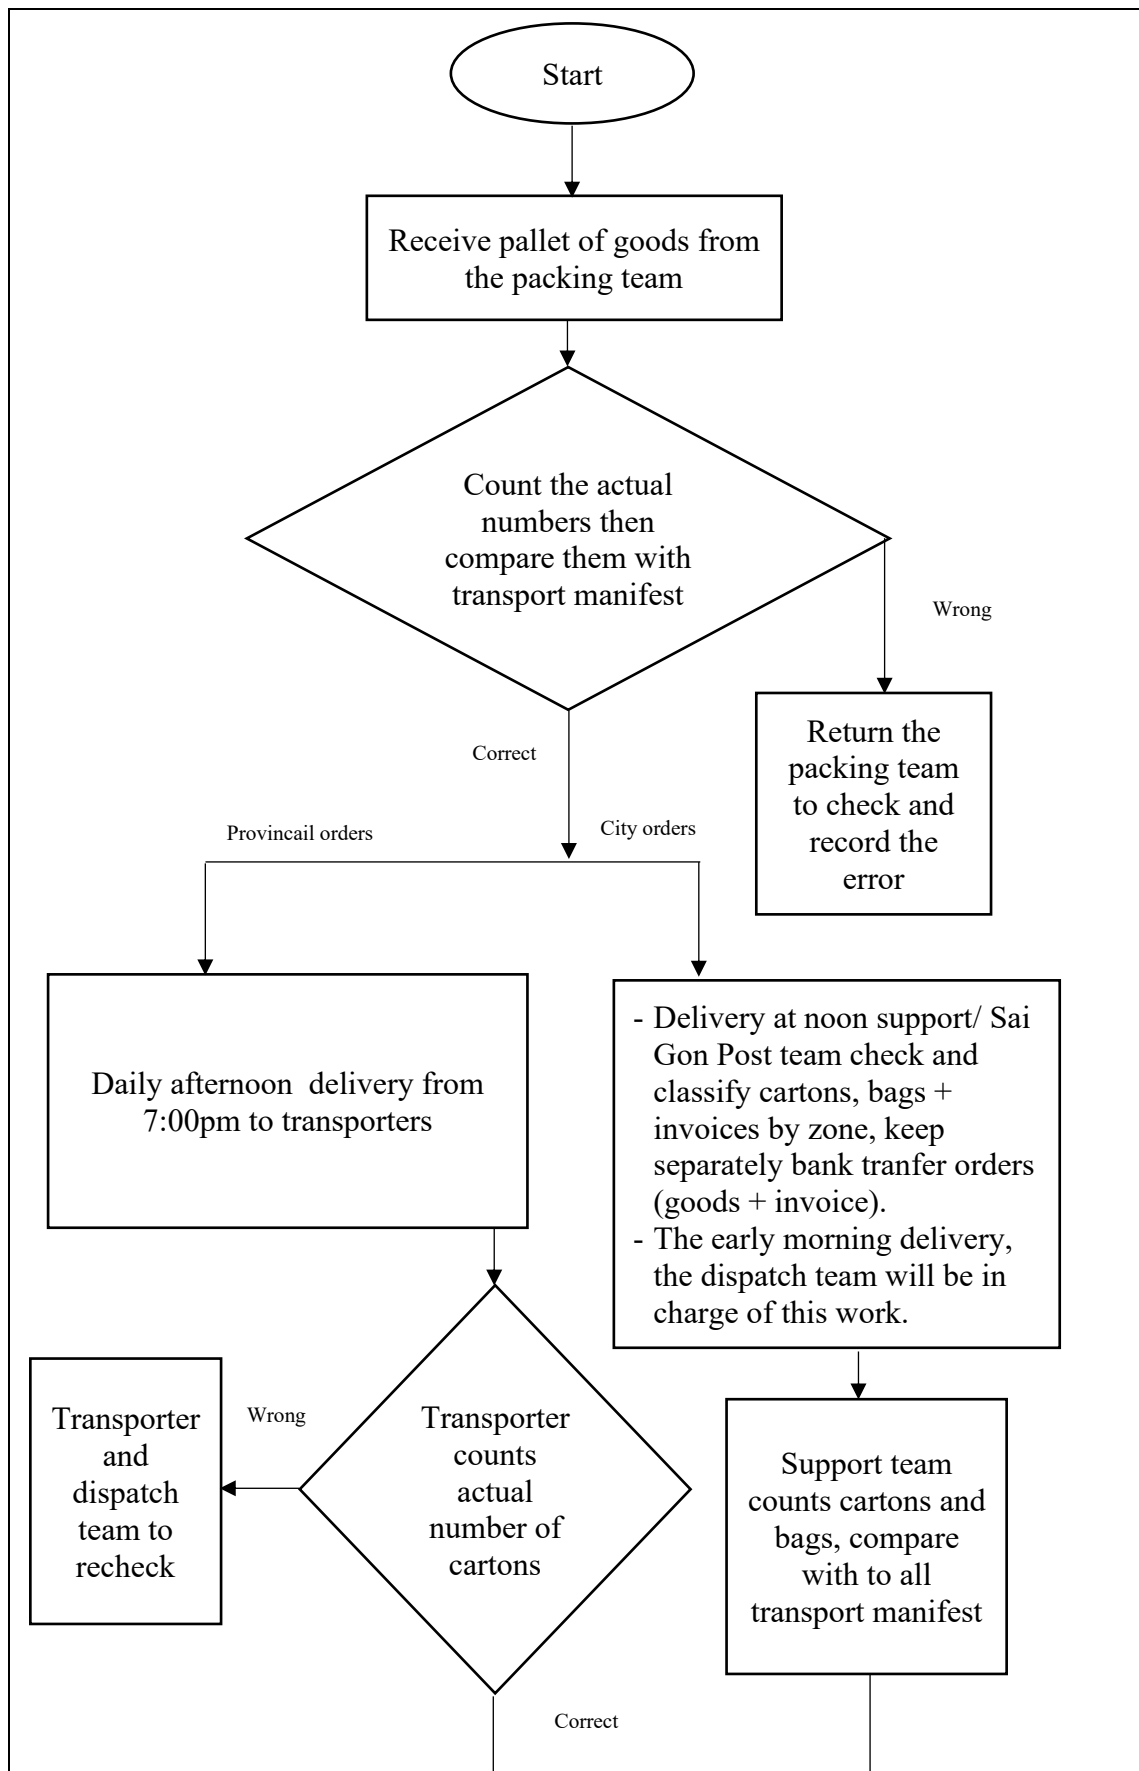 Start
Receive pallet of goods from
the packing team
Count the actual
numbers then
compare them with
transport manifest
Wrong
Return the
packing team
to check and
record the
error
Correct
Provincail orders
City orders
Daily afternoon  delivery from
7:00pm to transporters
- Delivery at noon support/ Sai
Gon Post team check and
classify cartons, bags +
invoices by zone, keep
separately bank tranfer orders
(goods + invoice).
- The early morning delivery,
the dispatch team will be in
charge of this work.
Transporter
and
dispatch
team to
recheck
Wrong
Transporter
counts
actual
number of
cartons
Support team
counts cartons and
bags, compare
with to all
transport manifest
Correct